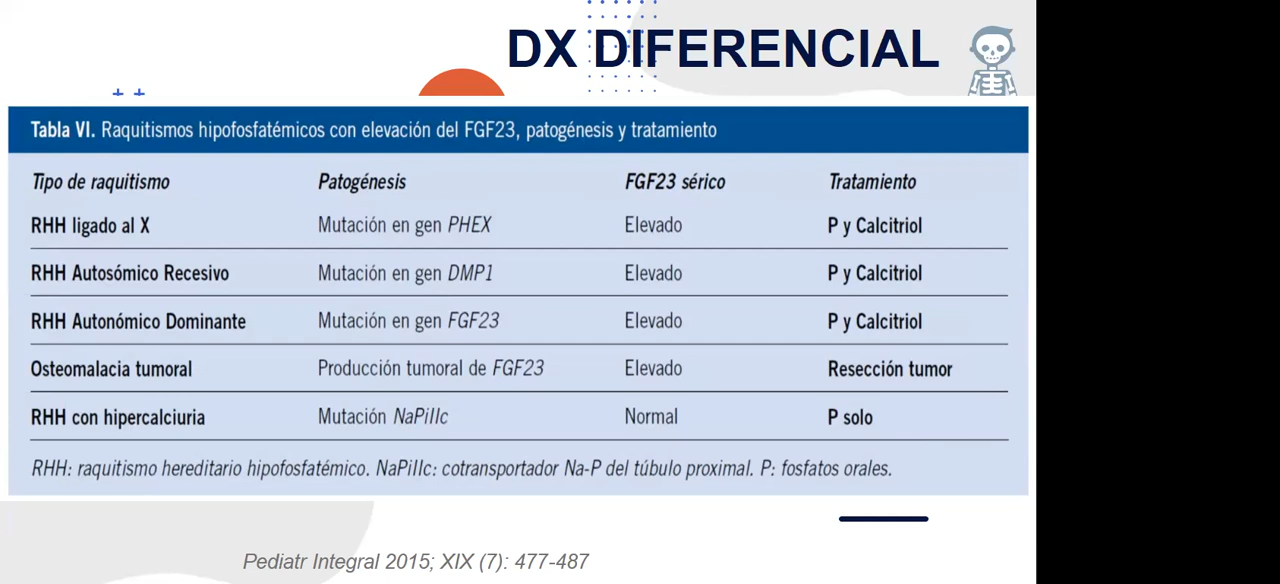 DX DIFERENCIAL
Tabla VI. Raquitismos hipofosfatémicos con elevación del FGF23, patogénesis y tratamiento
Tipo de raquitismo Patogénesis FGF23 sérico Tratamiento
RHH ligado al X Mutación en gen PHEX Elevado P y Calcitriol
RHH Autosómico Recesivo Mutación en gen DMP1 Elevado P y Calcitriol
RHH Autonómico Dominante Mutación en gen FGF23 Elevado P y Calcitriol
Osteomalacia tumoral Producción tumoral de FGF23 Elevado Resección tumor
RHH con hipercalciuria Mutación NaPiIIc Normal P solo
RHH: raquitismo hereditario hipofosfatémico. NaPiIIc: cotransportador Na-P del túbulo proximal. P: fosfatos orales.
Pediatr Integral 2015; XIX (7): 477-487